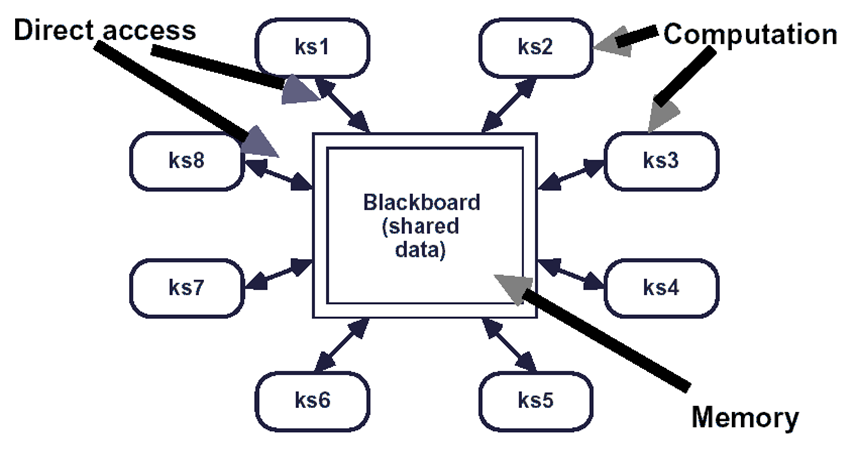 Direct access
ks1
ks2
Computation
ks8
ks3
Blackboard
(shared
data)
ks7
ks4
ks6
ks5
Memory